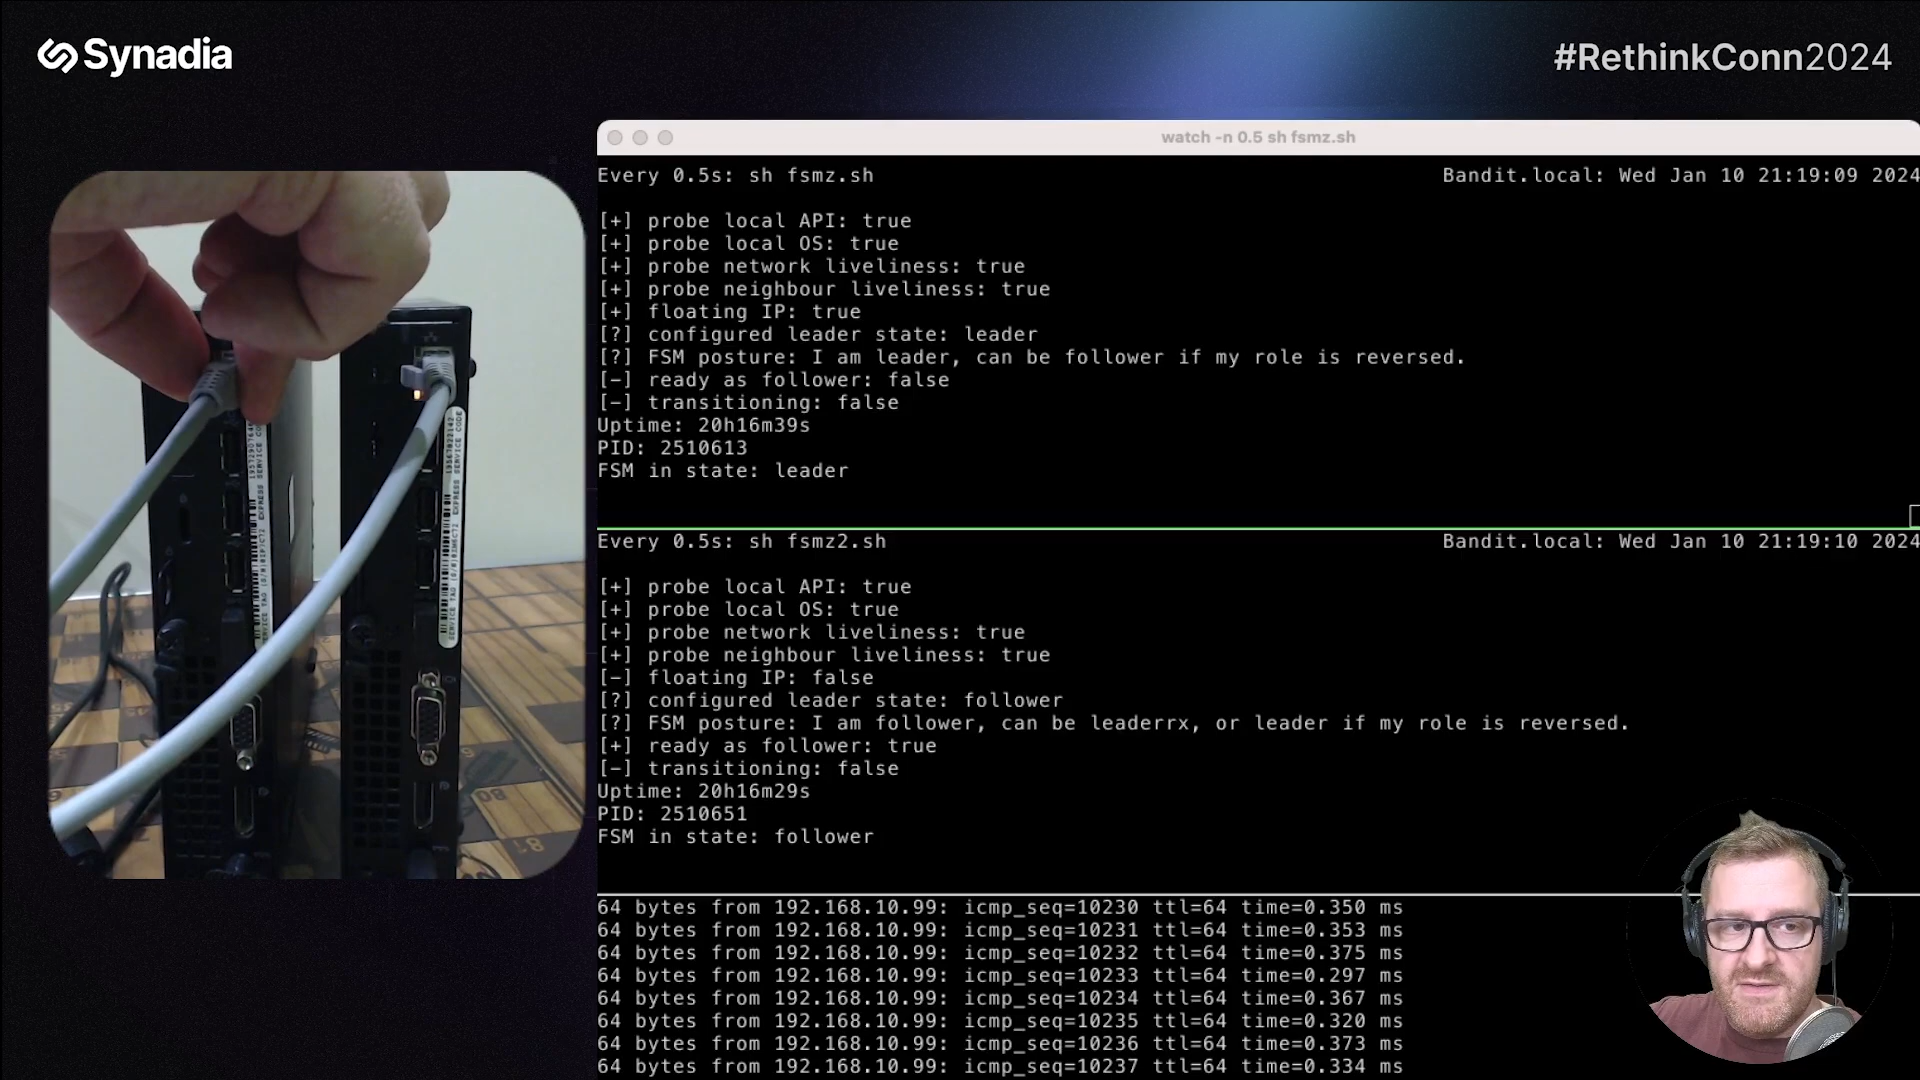 Synadia
#RethinkConn2024
watch -n 0.5 sh fsmz.sh
Every 0.5s: sh fsmz.sh
Bandit.local: Wed Jan 10 21:19:09 2024
[+] probe local API: true
[+] probe local OS: true
[+] probe network liveliness: true
[+] probe neighbour liveliness: true
[+] floating IP: true
[?] configured leader state: leader
[?] FSM posture: I am leader, can be follower if my role is reversed.
[-] ready as follower: false
[-] transitioning: false
Uptime: 20h16m39s
PID: 2510613
FSM in state: leader
Every 0.5s: sh fsmz2.sh
Bandit.local: Wed Jan 10 21:19:10 2024
[+] probe local API: true
[+] probe local OS: true
[+] probe network liveliness: true
[+] probe neighbour liveliness: true
[-] floating IP: false
[?] configured leader state: follower
[?] FSM posture: I am follower, can be leaderrx, or leader if my role is reversed.
[+] ready as follower: true
[-] transitioning: false
Uptime: 20h16m29s
PID: 2510651
FSM in state: follower
64 bytes from 192.168.10.99: icmp_seq=10230 ttl=64 time=0.350 ms
64 bytes from 192.168.10.99: icmp_seq=10231 ttl=64 time=0.353 ms
64 bytes from 192.168.10.99: icmp_seq=10232 ttl=64 time=0.375 ms
64 bytes from 192.168.10.99: icmp_seq=10233 ttl=64 time=0.297 ms
64 bytes from 192.168.10.99: icmp_seq=10234 ttl=64 time=0.367 ms
64 bytes from 192.168.10.99: icmp_seq=10235 ttl=64 time=0.320 ms
64 bytes from 192.168.10.99: icmp_seq=10236 ttl=64 time=0.373 ms
64 bytes from 192.168.10.99: icmp_seq=10237 ttl=64 time=0.334 ms
EXPRESS SERVICE CODE
SERVICE TAG
EXPRESS SERVICE CODE
80
81